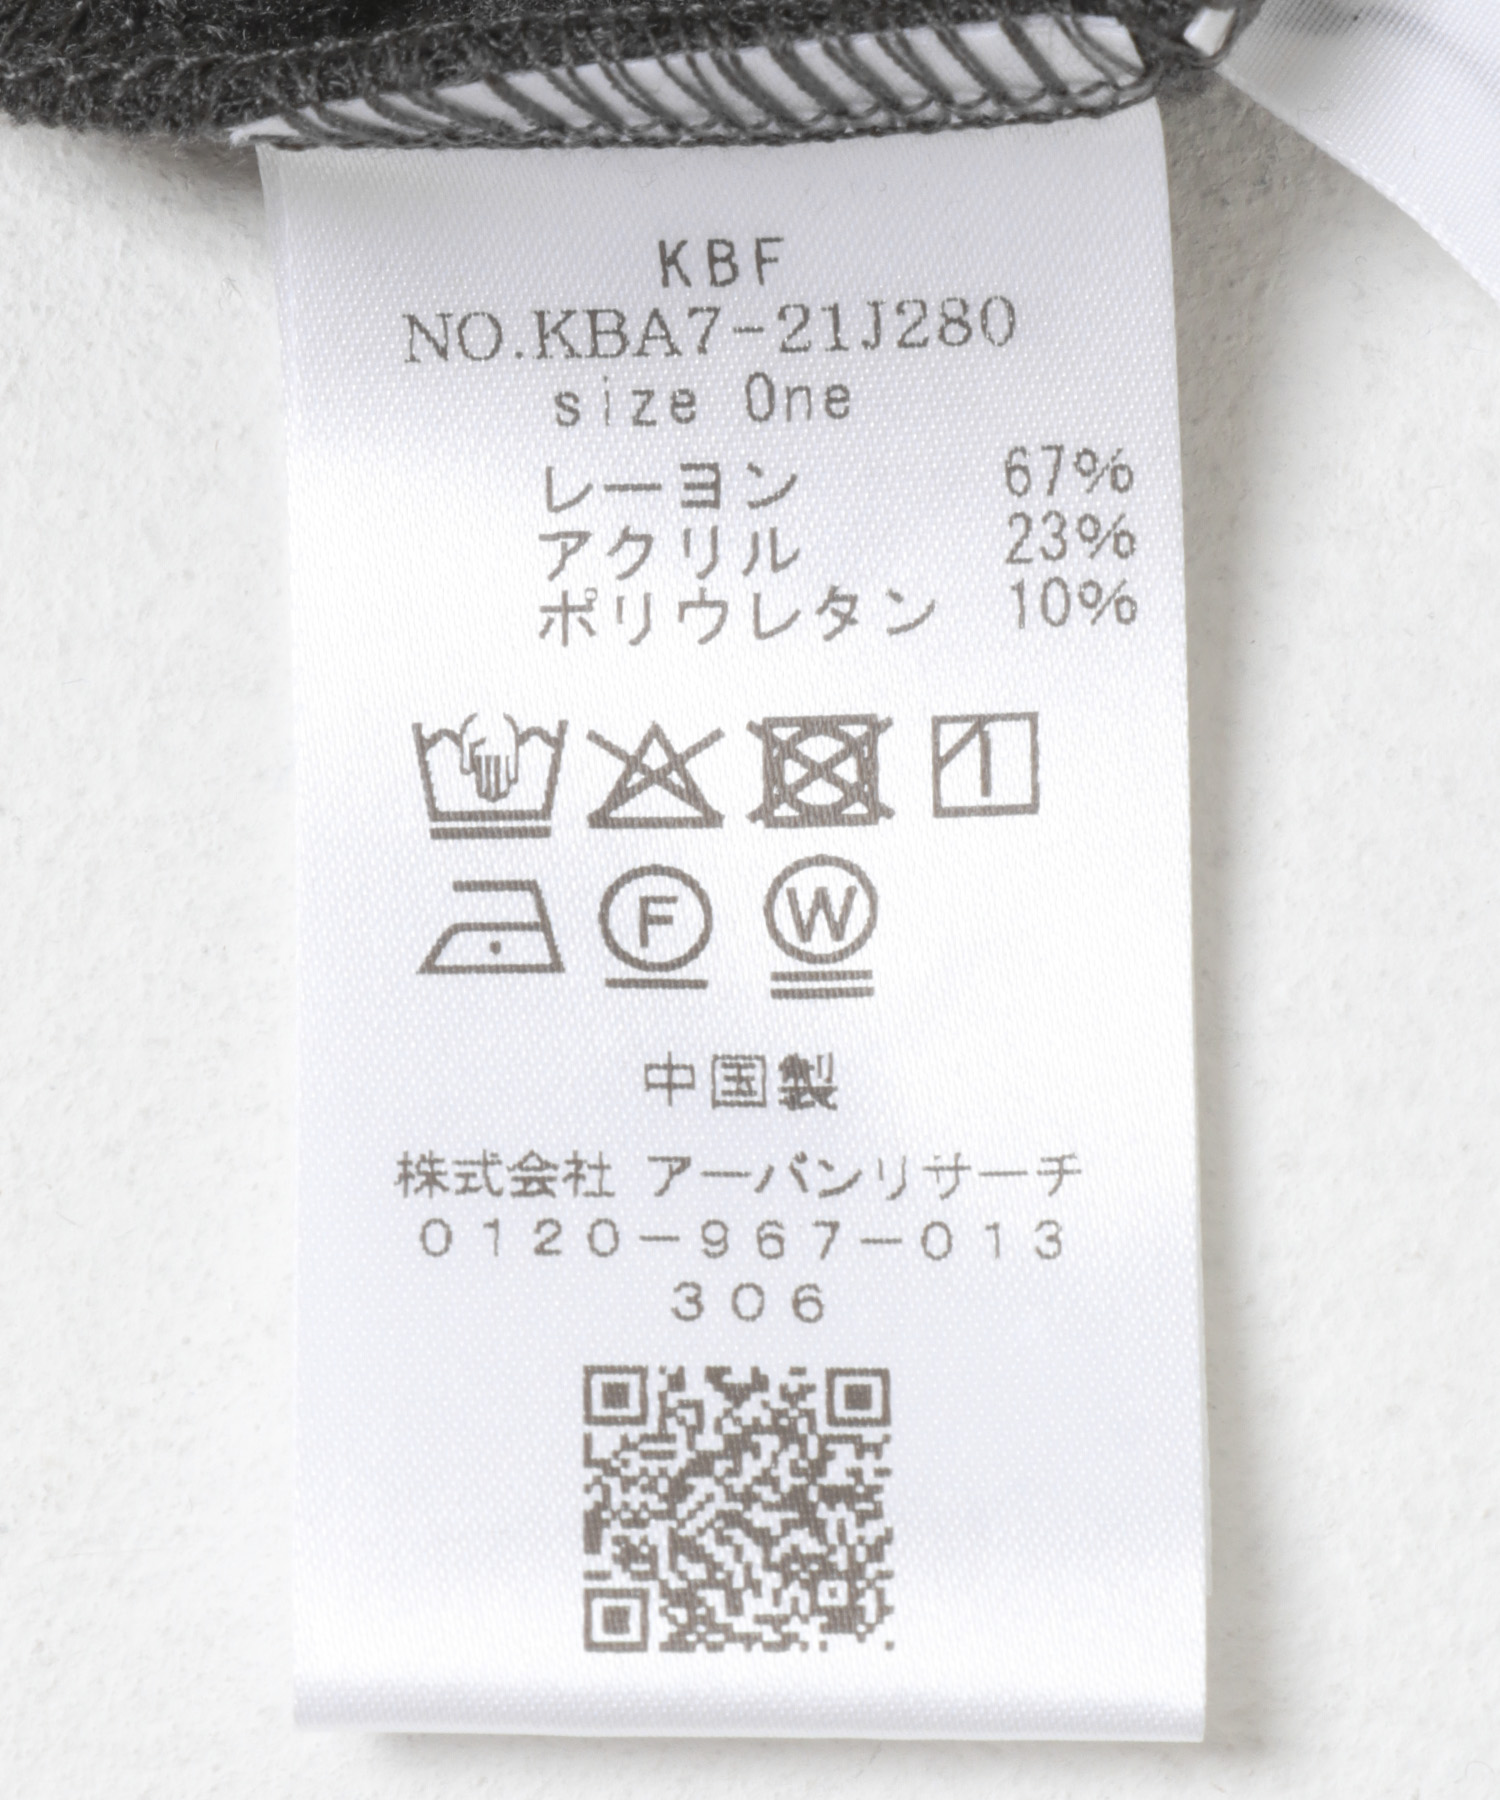 KBF
NO.KBA7-21J280
size One
レーヨン 67%
アクリル 23%
ポリウレタン 10%
F W
中国製
株式会社 アーバンリサーチ
0120-967-013
306